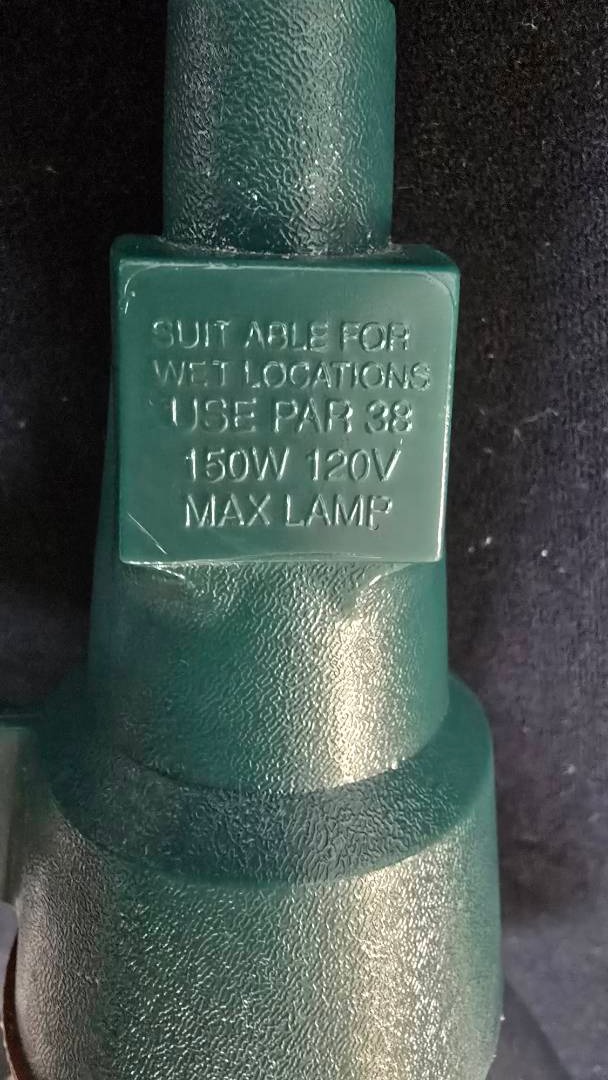 SUIT ABLE FOR
WET LOCATIONS
USE PAR 38
150W 120V
MAX LAMP